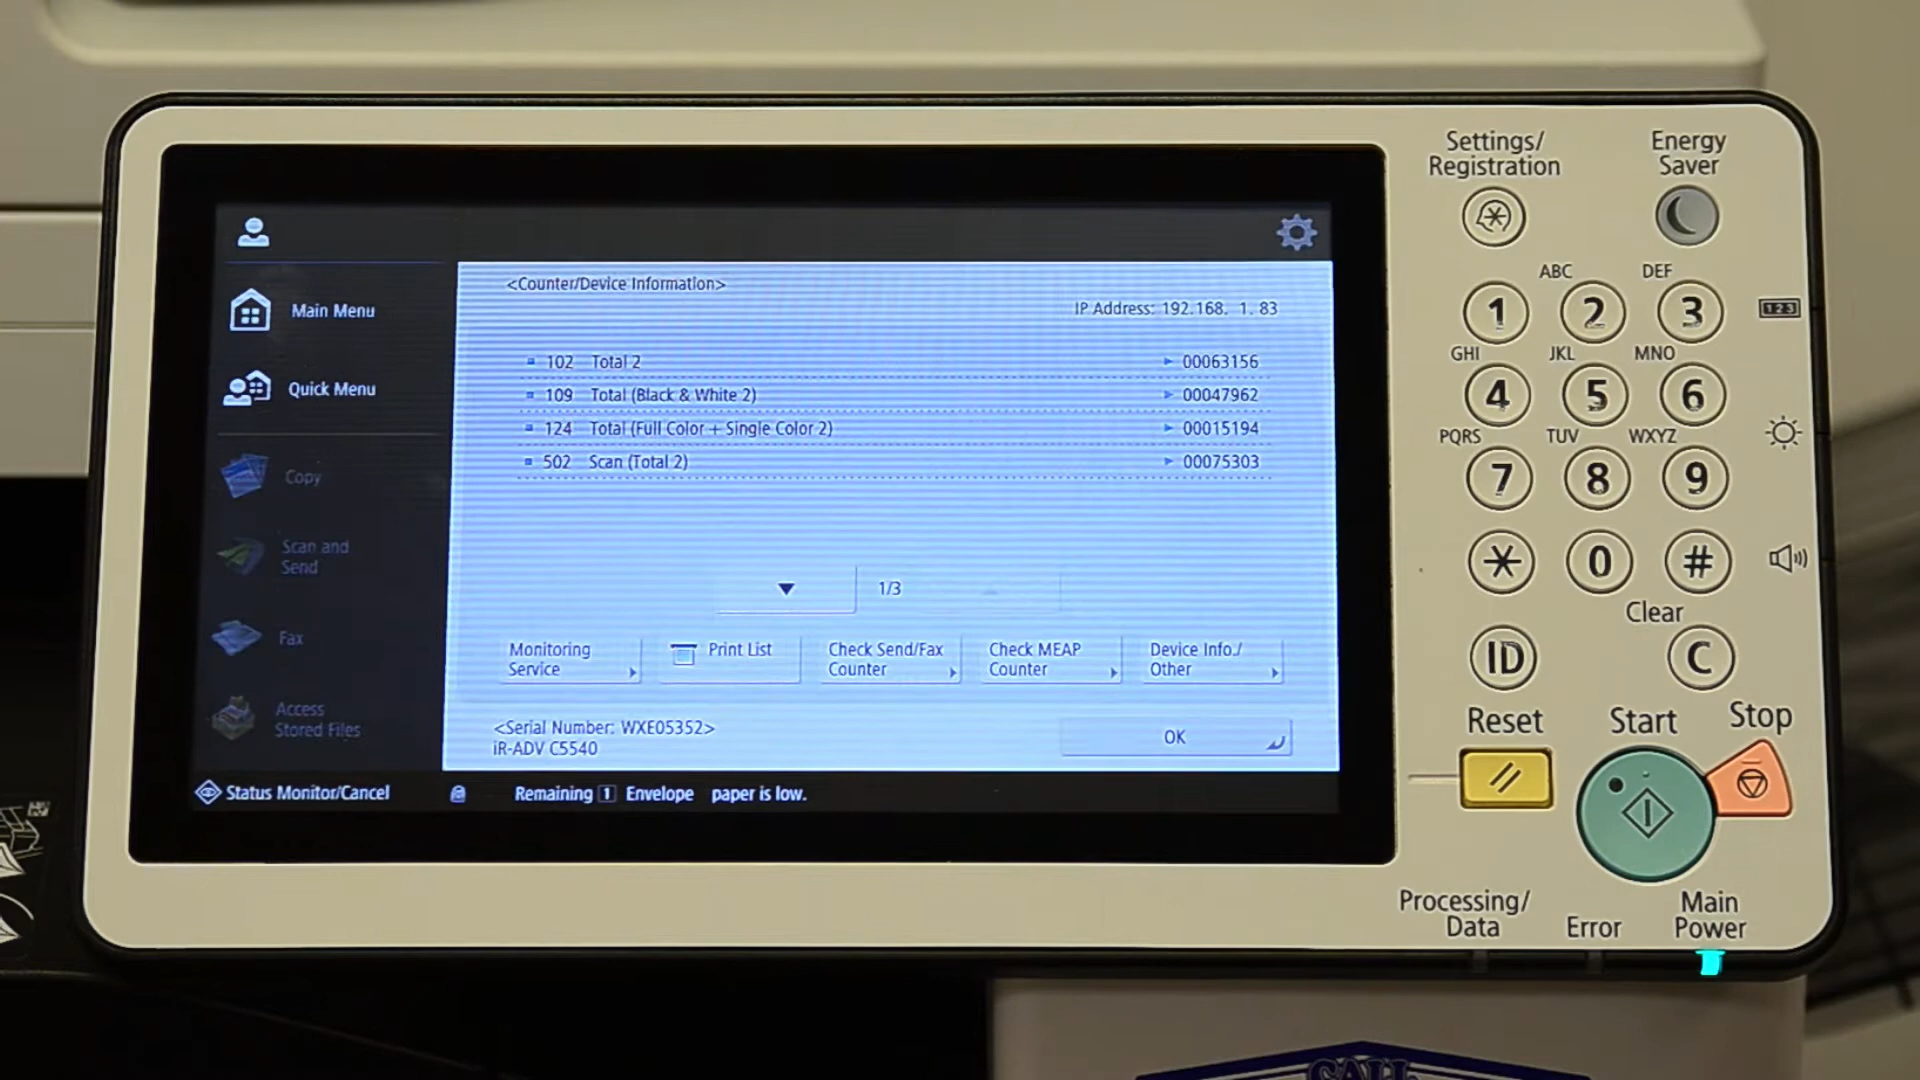 <Counter/Device Information>
IP Address: 192.168. 1. 83
Main Menu
102 Total 2 00063156
Quick Menu
109 Total (Black & White 2) 00047962
124 Total (Full Color + Single Color 2) 00015194
502 Scan (Total 2) 00075303
Copy
Scan and
Send
Fax
Access
Stored Files
1/3
Monitoring
Service
Print List
Check Send/Fax
Counter
Check MEAP
Counter
Device Info./
Other
<Serial Number: WXE05352>
iR-ADV C5540
OK
Status Monitor/Cancel
Remaining 1 Envelope paper is low.
Settings/
Registration
Energy
Saver
ABC DEF
1 2 3
123
GHI JKL MNO
4 5 6
PQRS TUV WXYZ
7 8 9
* 0 #
Clear
ID C
Reset Start Stop
Processing/
Data
Error
Main
Power
CALL